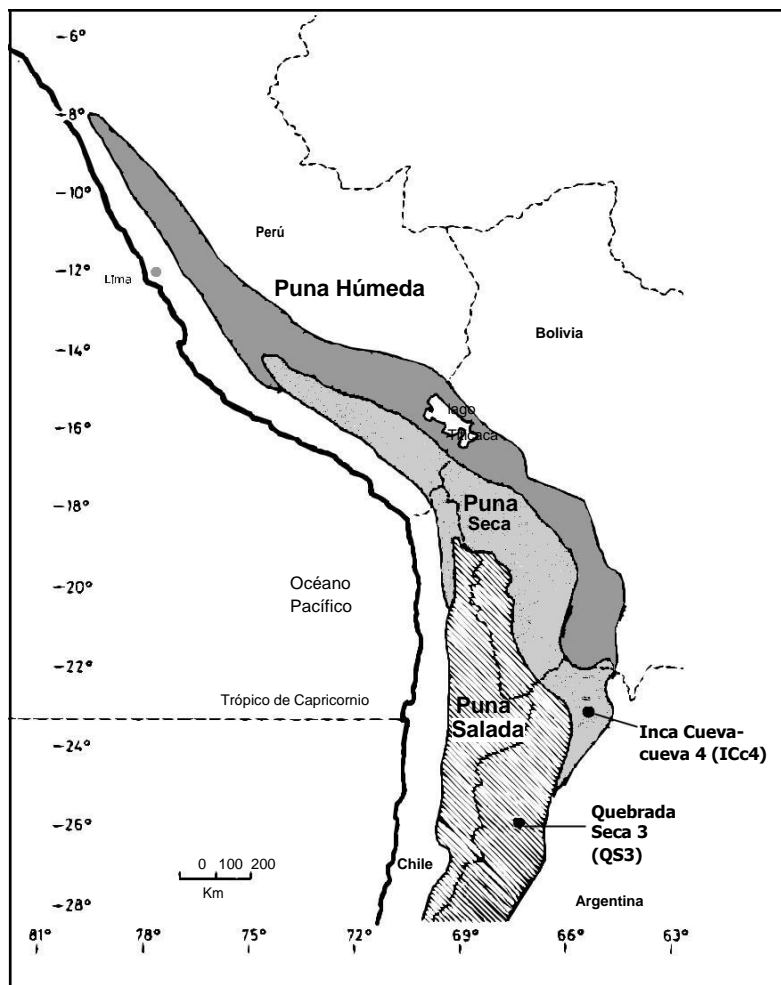 –6°
–8°
–10°
Perú
Lima
–12°
Puna Húmeda
Bolivia
–14°
lago
Titicaca
–16°
–18°
Puna
Seca
–20°
Océano
Pacífico
–22°
Trópico de Capricornio
Puna
Salada
–24°
Inca Cueva-
cueva 4 (ICc4)
–26°
Quebrada
Seca 3
(QS3)
Chile
0 100 200
Km
Argentina
–28°
81° 78° 75° 72° 69° 66° 63°